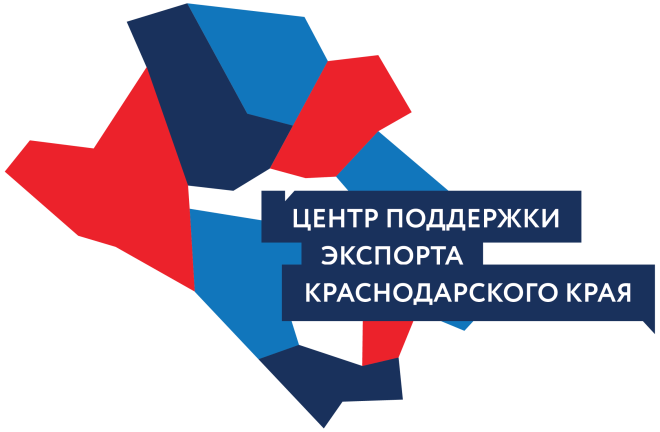 ЦЕНТР ПОДДЕРЖКИ
ЭКСПОРТА
КРАСНОДАРСКОГО КРАЯ